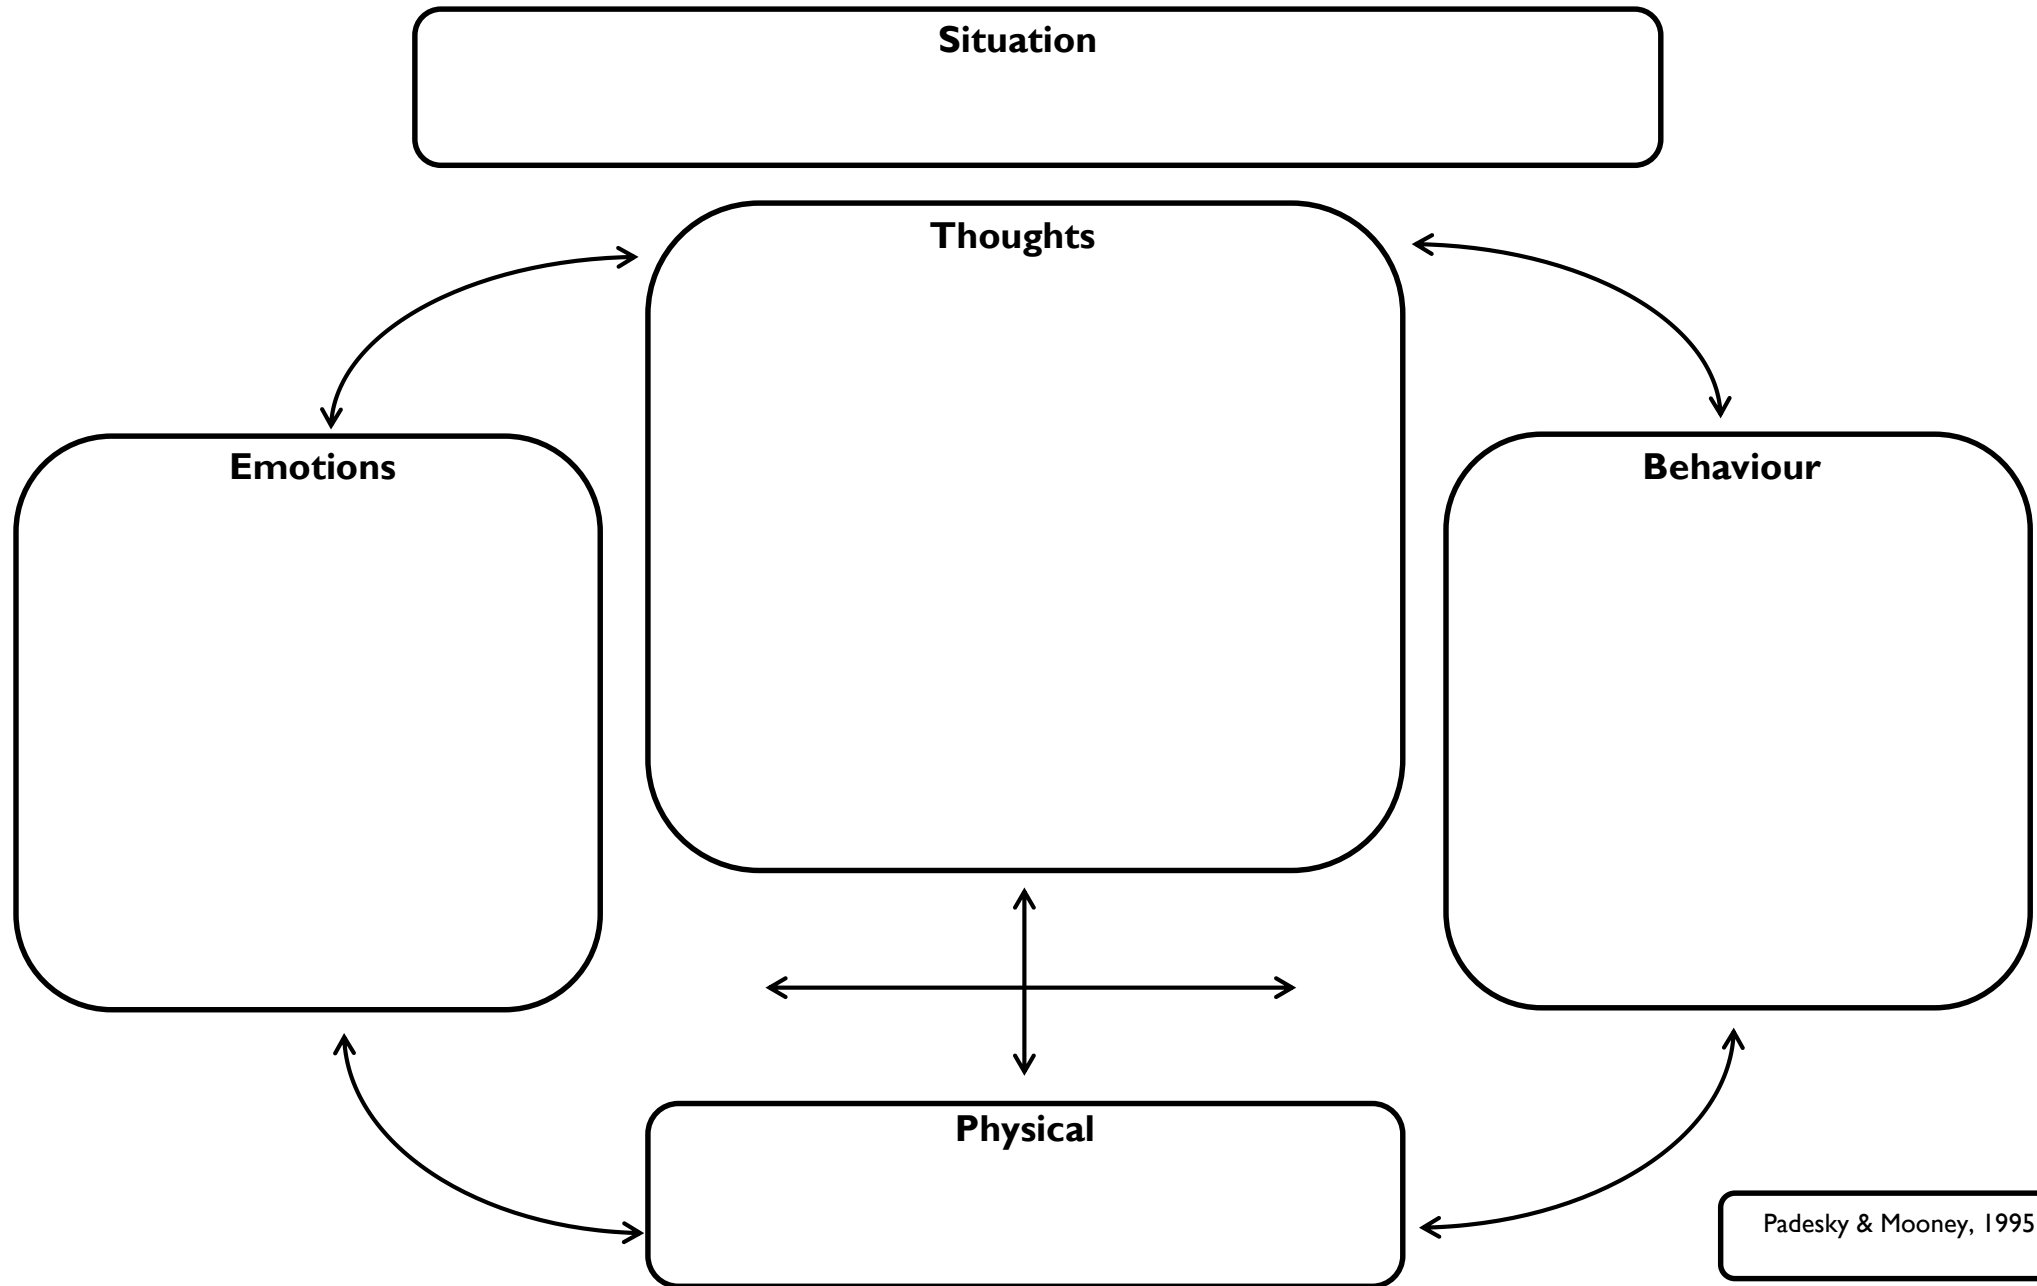 Situation
Thoughts
Emotions
Behaviour
Physical
Padesky & Mooney, 1995